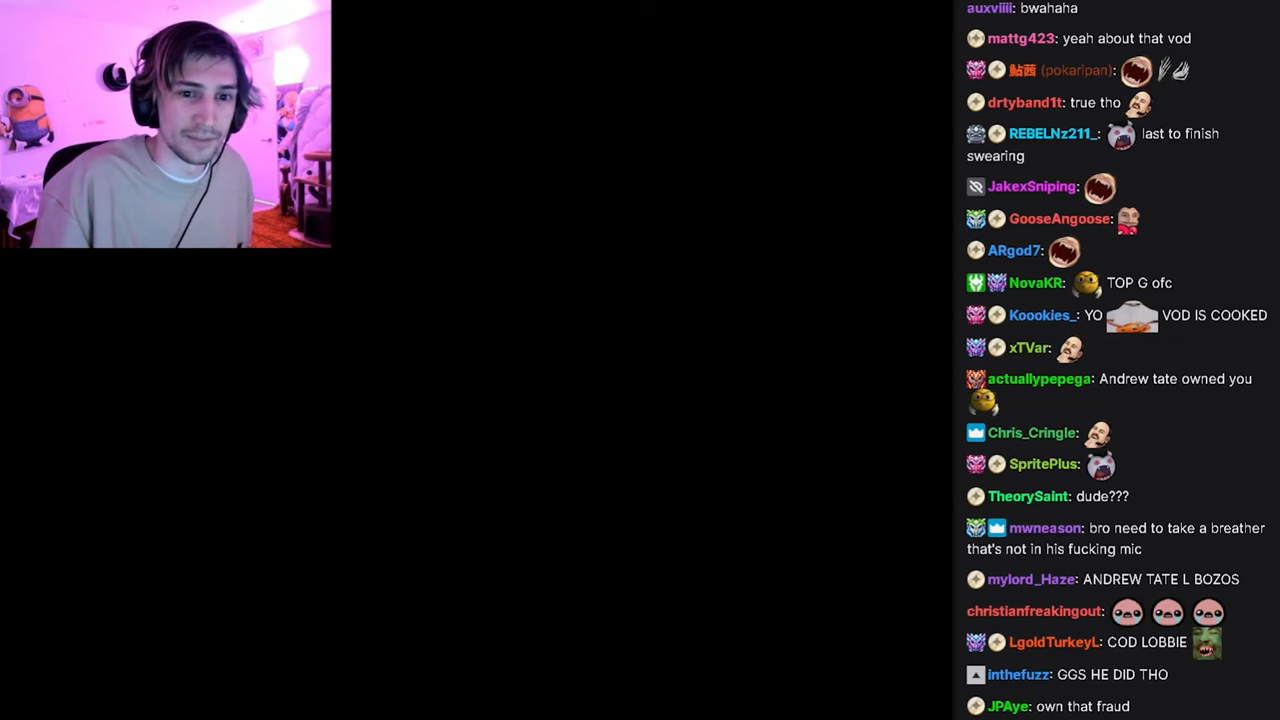 auxviiii: bwahaha
mattg423: yeah about that vod
鮎茜 (pokaripan):
drtyband1t: true tho
REBELNz211_: last to finish
swearing
JakexSniping:
GooseAngoose:
ARgod7:
NovaKR: TOP G ofc
Koookies_: YO VOD IS COOKED
xTVar:
actuallypepega: Andrew tate owned you
Chris_Cringle:
SpritePlus:
TheorySaint: dude???
mwneason: bro need to take a breather
that's not in his fucking mic
mylord_Haze: ANDREW TATE L BOZOS
christianfreakingout:
LgoldTurkeyL: COD LOBBIE
inthefuzz: GGS HE DID THO
JPAye: own that fraud